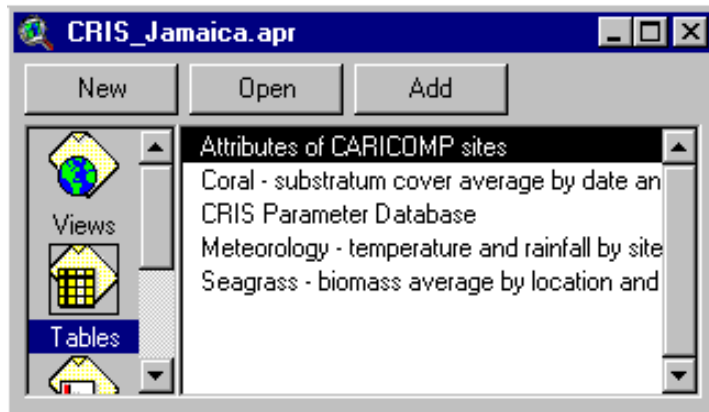 CRIS_Jamaica.apr
New Open Add
Views
Tables
Attributes of CARICOMP sites
Coral - substratum cover average by date an
CRIS Parameter Database
Meteorology - temperature and rainfall by site
Seagrass - biomass average by location and